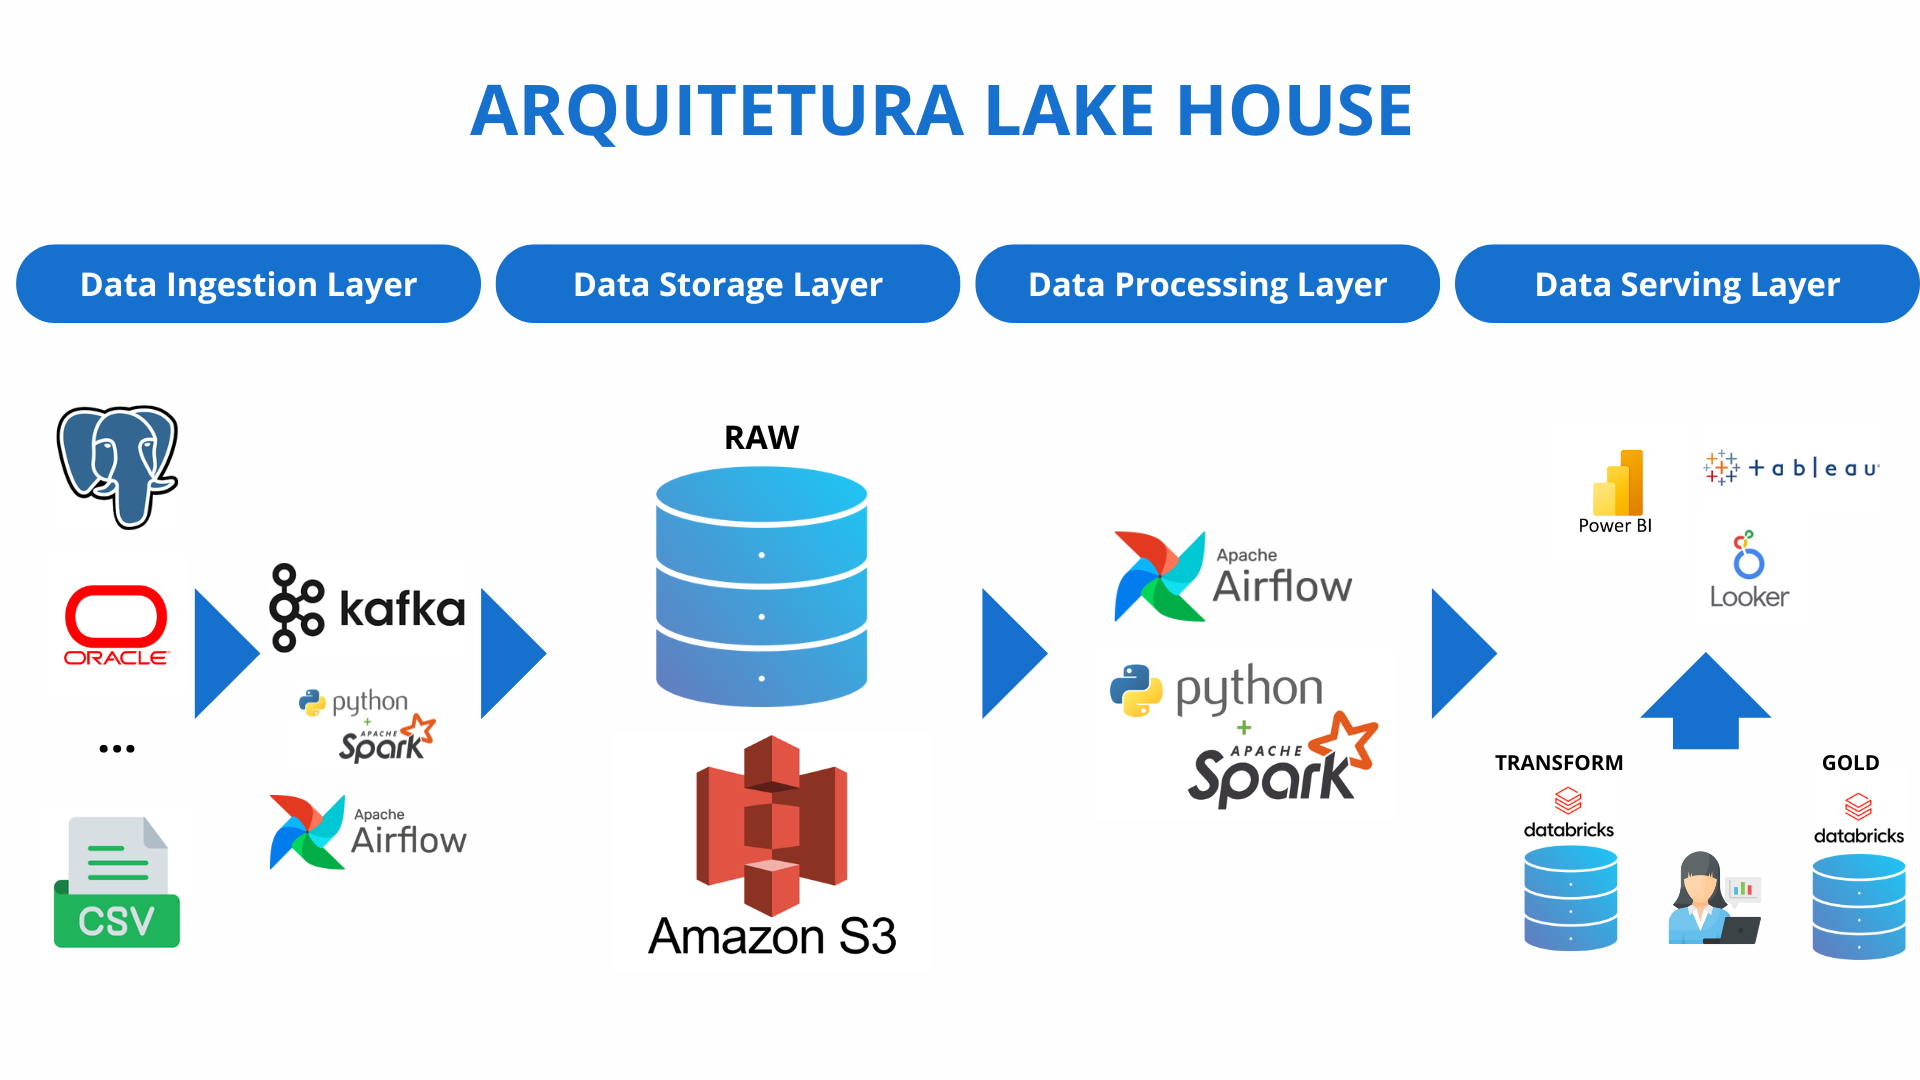 ARQUITETURA LAKE HOUSE
Data Ingestion Layer
Data Storage Layer
Data Processing Layer
Data Serving Layer
ORACLE
...
CSV
kafka
python
+
APACHE
Spark
Apache
Airflow
RAW
Amazon S3
Apache
Airflow
python
+
APACHE
Spark
Power BI
+ableau
Looker
TRANSFORM
databricks
GOLD
databricks